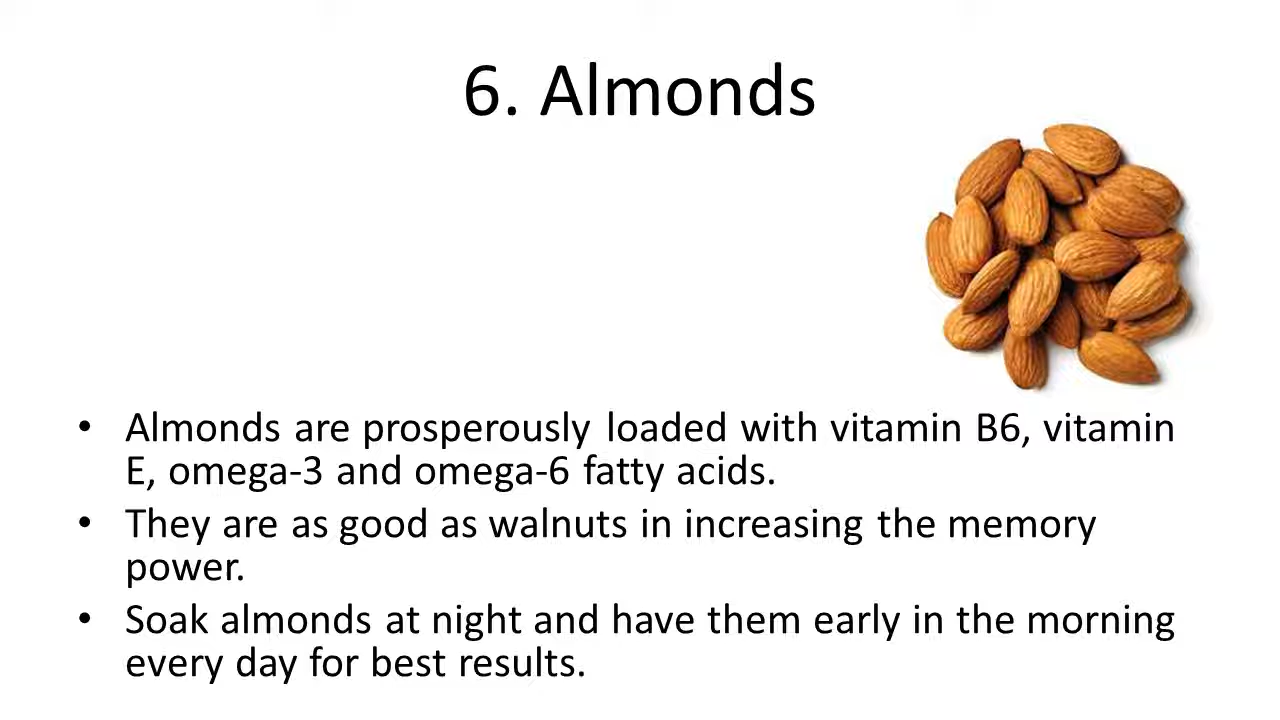 6. Almonds
• Almonds are prosperously loaded with vitamin B6, vitamin
E, omega-3 and omega-6 fatty acids.
• They are as good as walnuts in increasing the memory
power.
• Soak almonds at night and have them early in the morning
every day for best results.